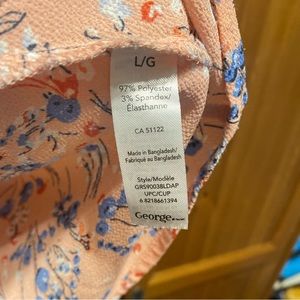 L/G
97% Polyester
3% Spandex/
Élasthanne
CA 51122
Made in Bangladesh/
Fabriqué au Bangladesh
Style/Modèle
GRS90038LDAP
UPC/CUP
6 8218661394
George